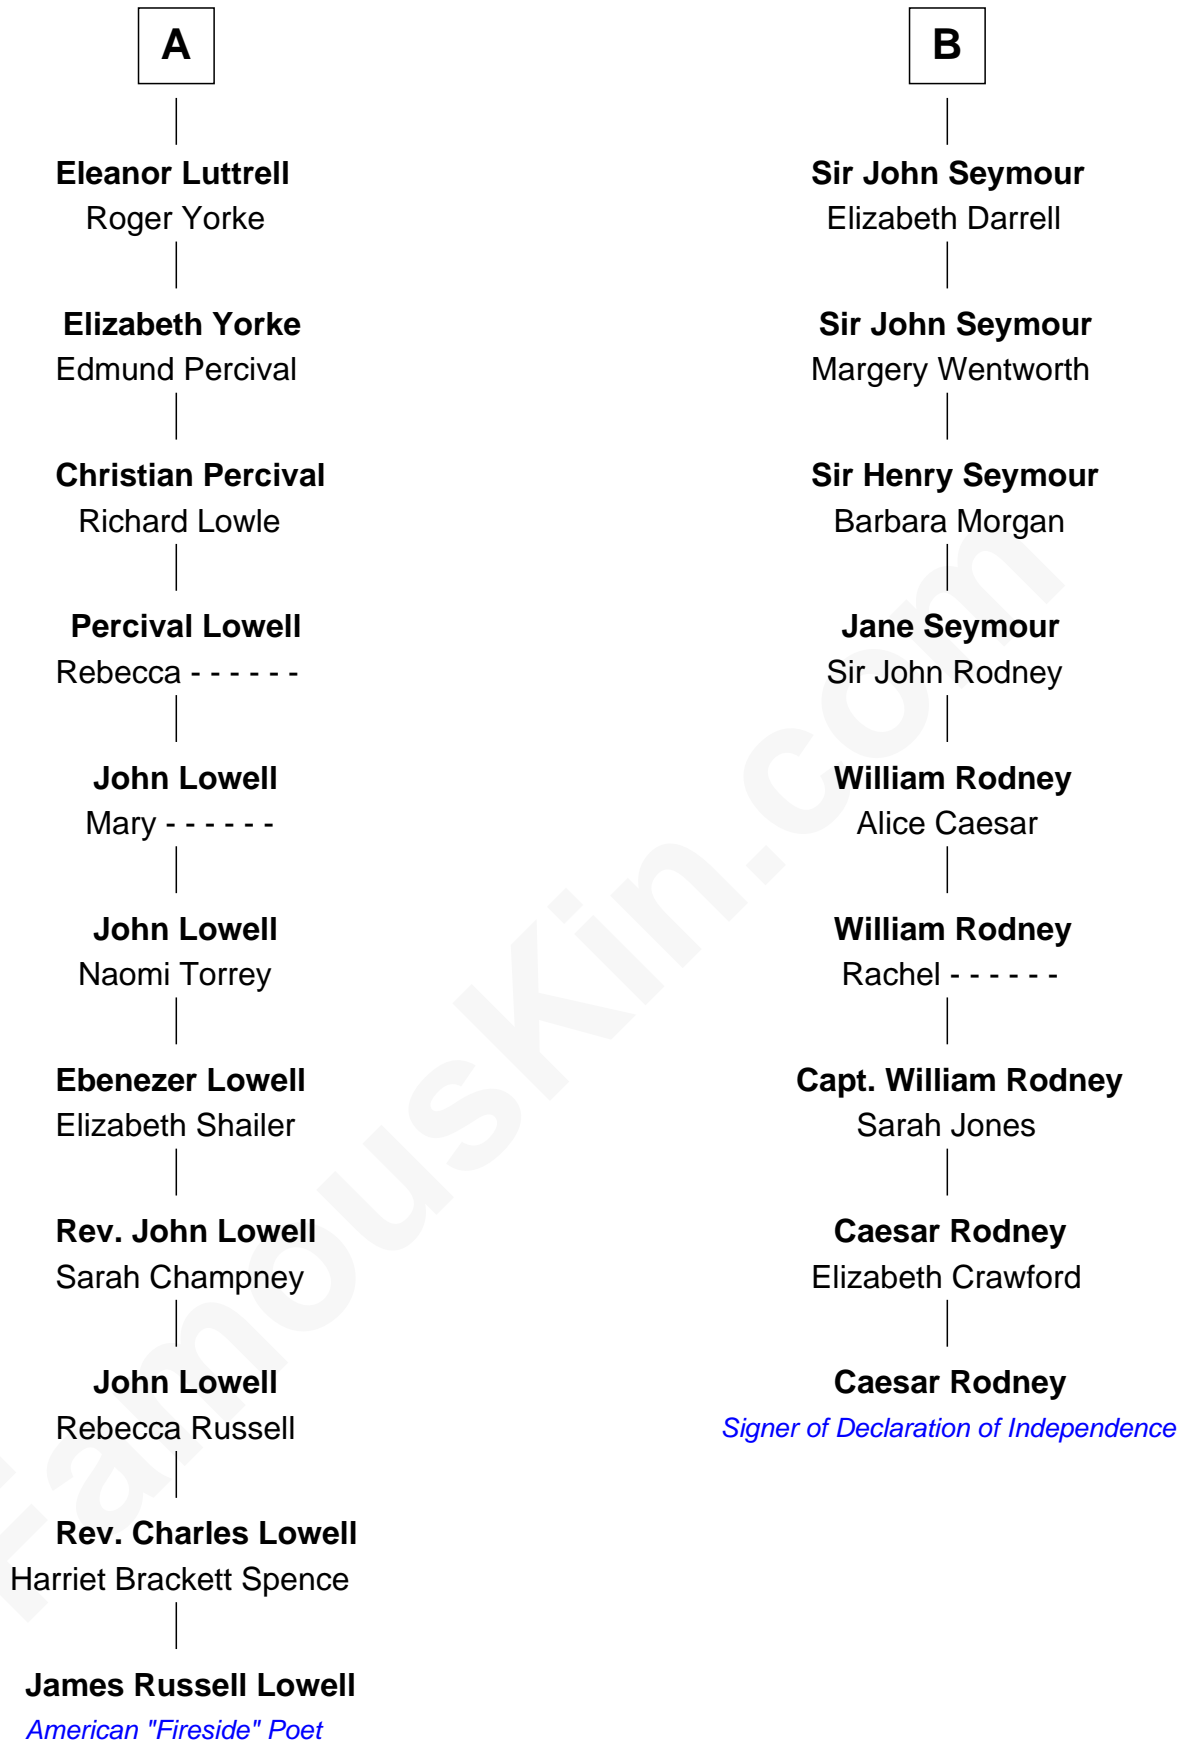 A
Eleanor Luttrell
Roger Yorke
Elizabeth Yorke
Edmund Percival
Christian Percival
Richard Lowle
Percival Lowell
Rebecca - - - - - -
John Lowell
Mary - - - - - -
John Lowell
Naomi Torrey
Ebenezer Lowell
Elizabeth Shailer
Rev. John Lowell
Sarah Champney
John Lowell
Rebecca Russell
Rev. Charles Lowell
Harriet Brackett Spence
James Russell Lowell
American "Fireside" Poet
B
Sir John Seymour
Elizabeth Darrell
Sir John Seymour
Margery Wentworth
Sir Henry Seymour
Barbara Morgan
Jane Seymour
Sir John Rodney
William Rodney
Alice Caesar
William Rodney
Rachel - - - - - -
Capt. William Rodney
Sarah Jones
Caesar Rodney
Elizabeth Crawford
Caesar Rodney
Signer of Declaration of Independence
FamousKin.com